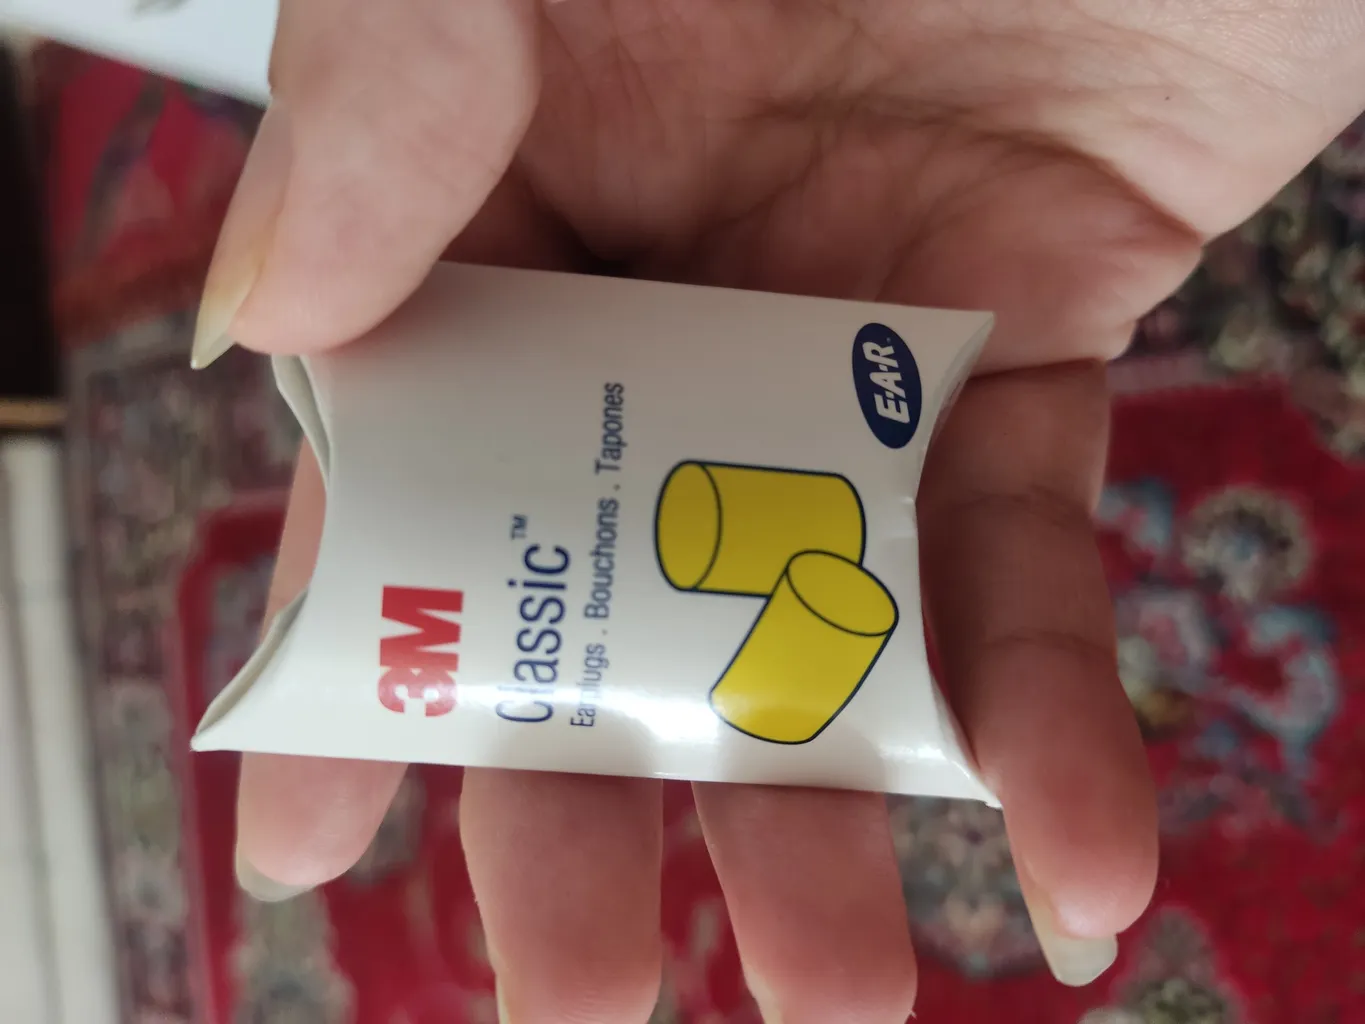 3M
Classic™
Earplugs . Bouchons . Tapones
E·A·R